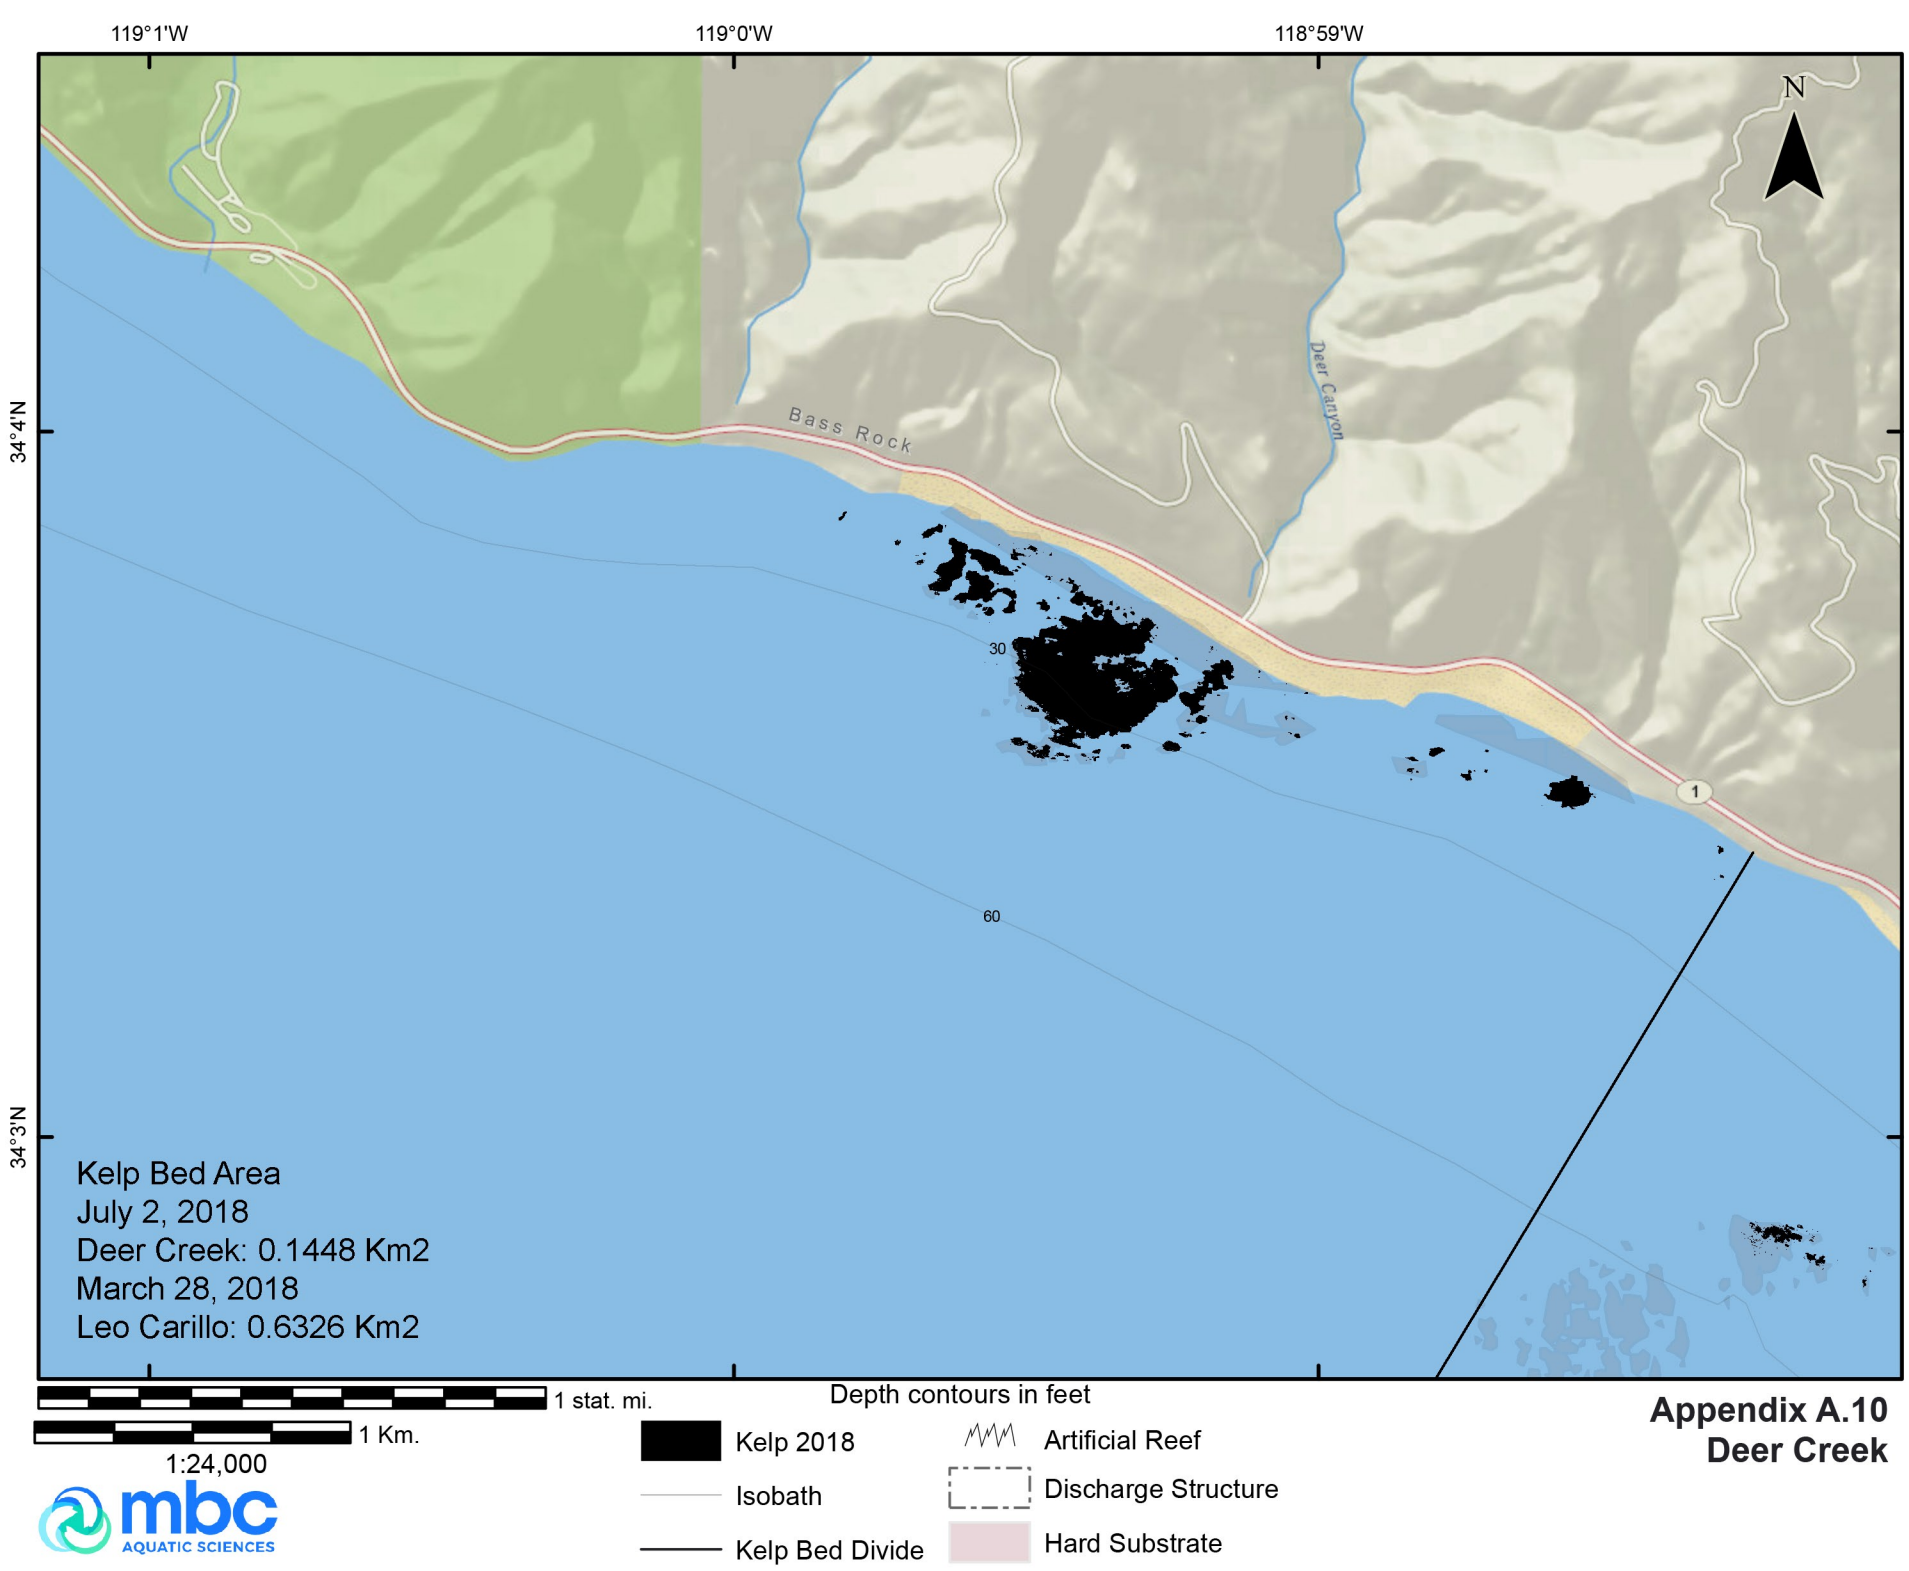 119°1'W
119°0'W
118°59'W
N
34°4'N
Deer Canyon
Bass Rock
30
1
60
34°3'N
Kelp Bed Area
July 2, 2018
Deer Creek: 0.1448 Km2
March 28, 2018
Leo Carillo: 0.6326 Km2
1 stat. mi.
1 Km.
1:24,000
mbc
AQUATIC SCIENCES
Depth contours in feet
Kelp 2018
Isobath
Kelp Bed Divide
Artificial Reef
Discharge Structure
Hard Substrate
Appendix A.10
Deer Creek